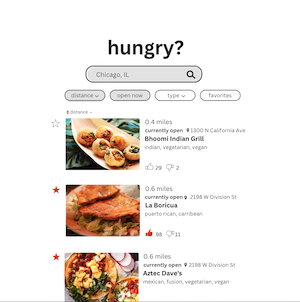 hungry?
Chicago, IL
distance
open now
type
favorites
distance
0.4 miles
currently open 1300 N California Ave
Bhoomi Indian Grill
indian, vegetarian, vegan
29 2
0.6 miles
currently open 2198 W Division St
La Boricua
puerto rican, carribean
98 11
0.6 miles
currently open 2198 W Division St
Aztec Dave's
mexican, fusion, vegetarian, vegan